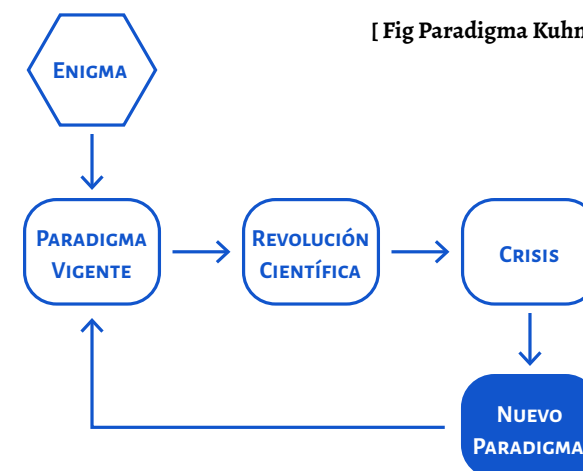 [ Fig Paradigma Kuhn
Enigma
Paradigma
Vigente
Revolución
Científica
Crisis
Nuevo
Paradigma